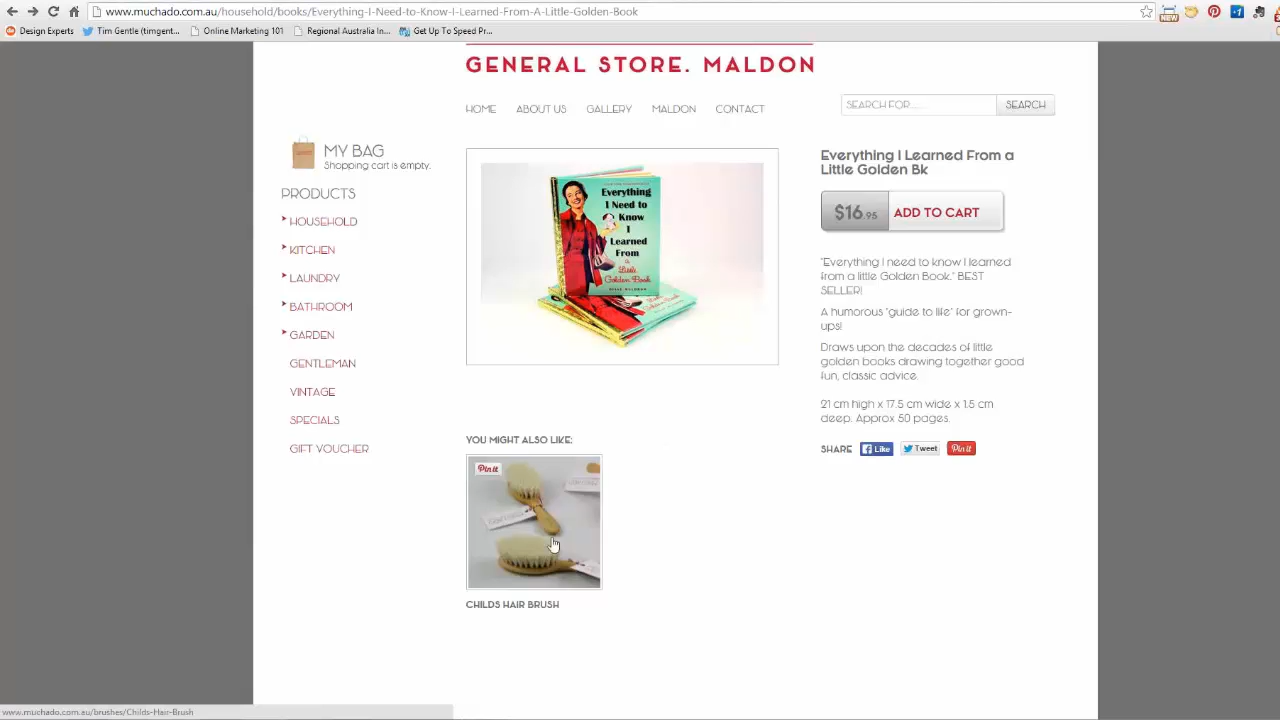 www.muchado.com.au/household/books/Everything-I-Need-to-Know-I-Learned-From-A-Little-Golden-Book
NEW
Design Experts
Tim Gentle (timgent...
Online Marketing 101
Regional Australia In...
Get Up To Speed Pr...
GENERAL STORE. MALDON
HOME ABOUT US GALLERY MALDON CONTACT
SEARCH FOR......
SEARCH
MY BAG
Shopping cart is empty.
PRODUCTS
HOUSEHOLD
KITCHEN
LAUNDRY
BATHROOM
GARDEN
GENTLEMAN
VINTAGE
SPECIALS
GIFT VOUCHER
Everything
I Need to
Know
I
Learned
From
a
Little
Golden Book
Everything I Learned From a
Little Golden Bk
$16.95 ADD TO CART
"Everything I need to know I learned
from a little Golden Book." BEST
SELLER!
A humorous "guide to life" for grown-
ups!
Draws upon the decades of little
golden books drawing together good
fun, classic advice.
21 cm high x 17.5 cm wide x 1.5 cm
deep. Approx 50 pages.
SHARE Like Tweet Pin it
YOU MIGHT ALSO LIKE:
Pin it
CHILDS HAIR BRUSH
www.muchado.com.au/brushes/Childs-Hair-Brush